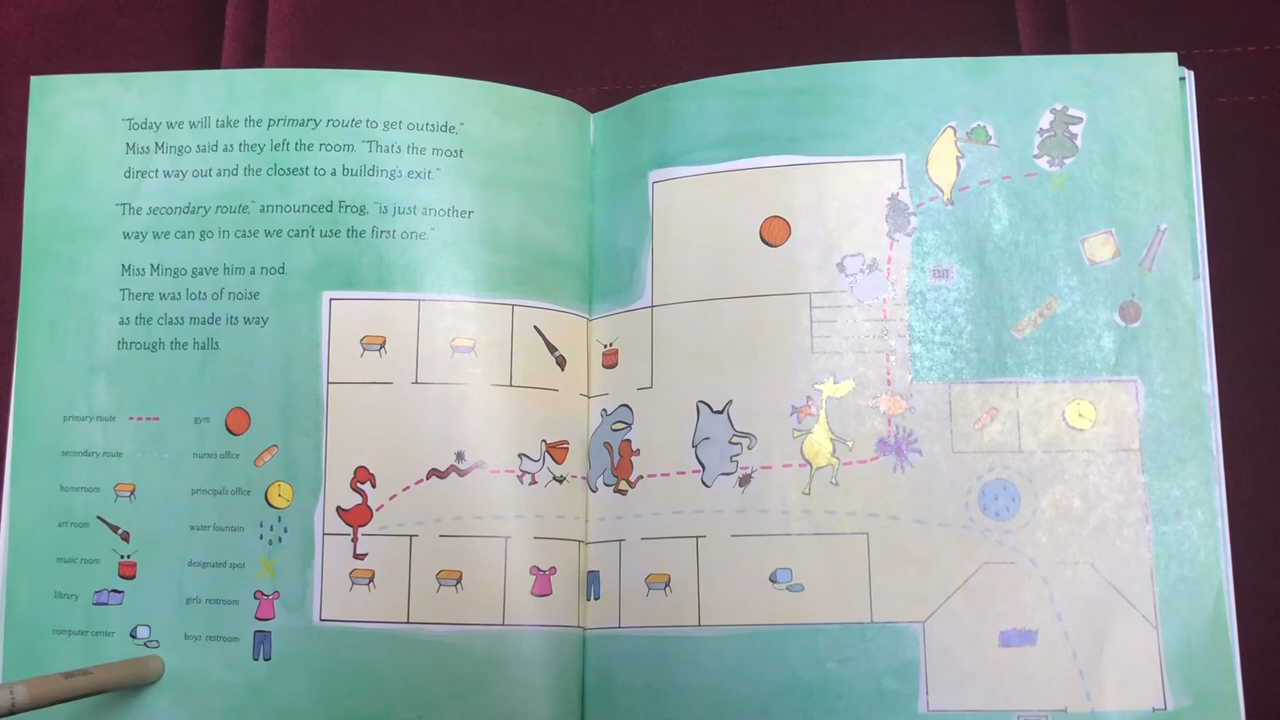 "Today we will take the primary route to get outside,"
Miss Mingo said as they left the room. "That's the most
direct way out and the closest to a building's exit."
"The secondary route," announced Frog, "is just another
way we can go in case we can't use the first one."
Miss Mingo gave him a nod.
There was lots of noise
as the class made its way
through the halls.
primary route
secondary route
homeroom
art room
music room
library
computer center
gym
nurses office
principals office
water fountain
designated spot
girls' restroom
boys' restroom